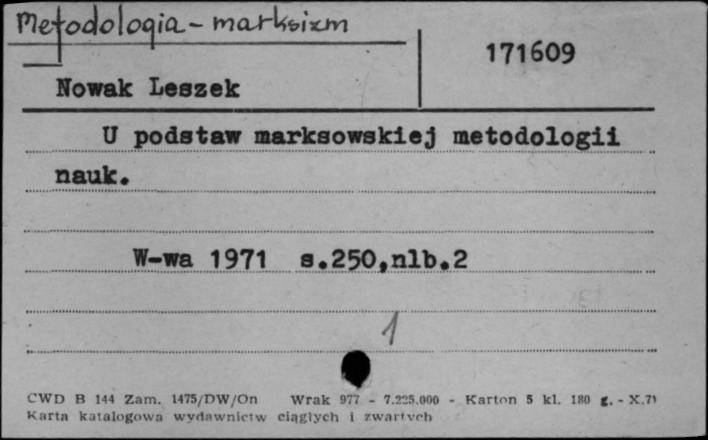 Metodologia - marksizm
171609
Nowak Leszek
U podstaw marksowskiej metodologii
nauk.
W-wa 1971 s.250,nlb.2
1
CWD B 144 Zam. 1475/DW/On Wrak 977 - 7.225.000 - Karton 5 kl. 180 g. - X.71
Karta katalogowa wydawnictw ciągłych i zwartych